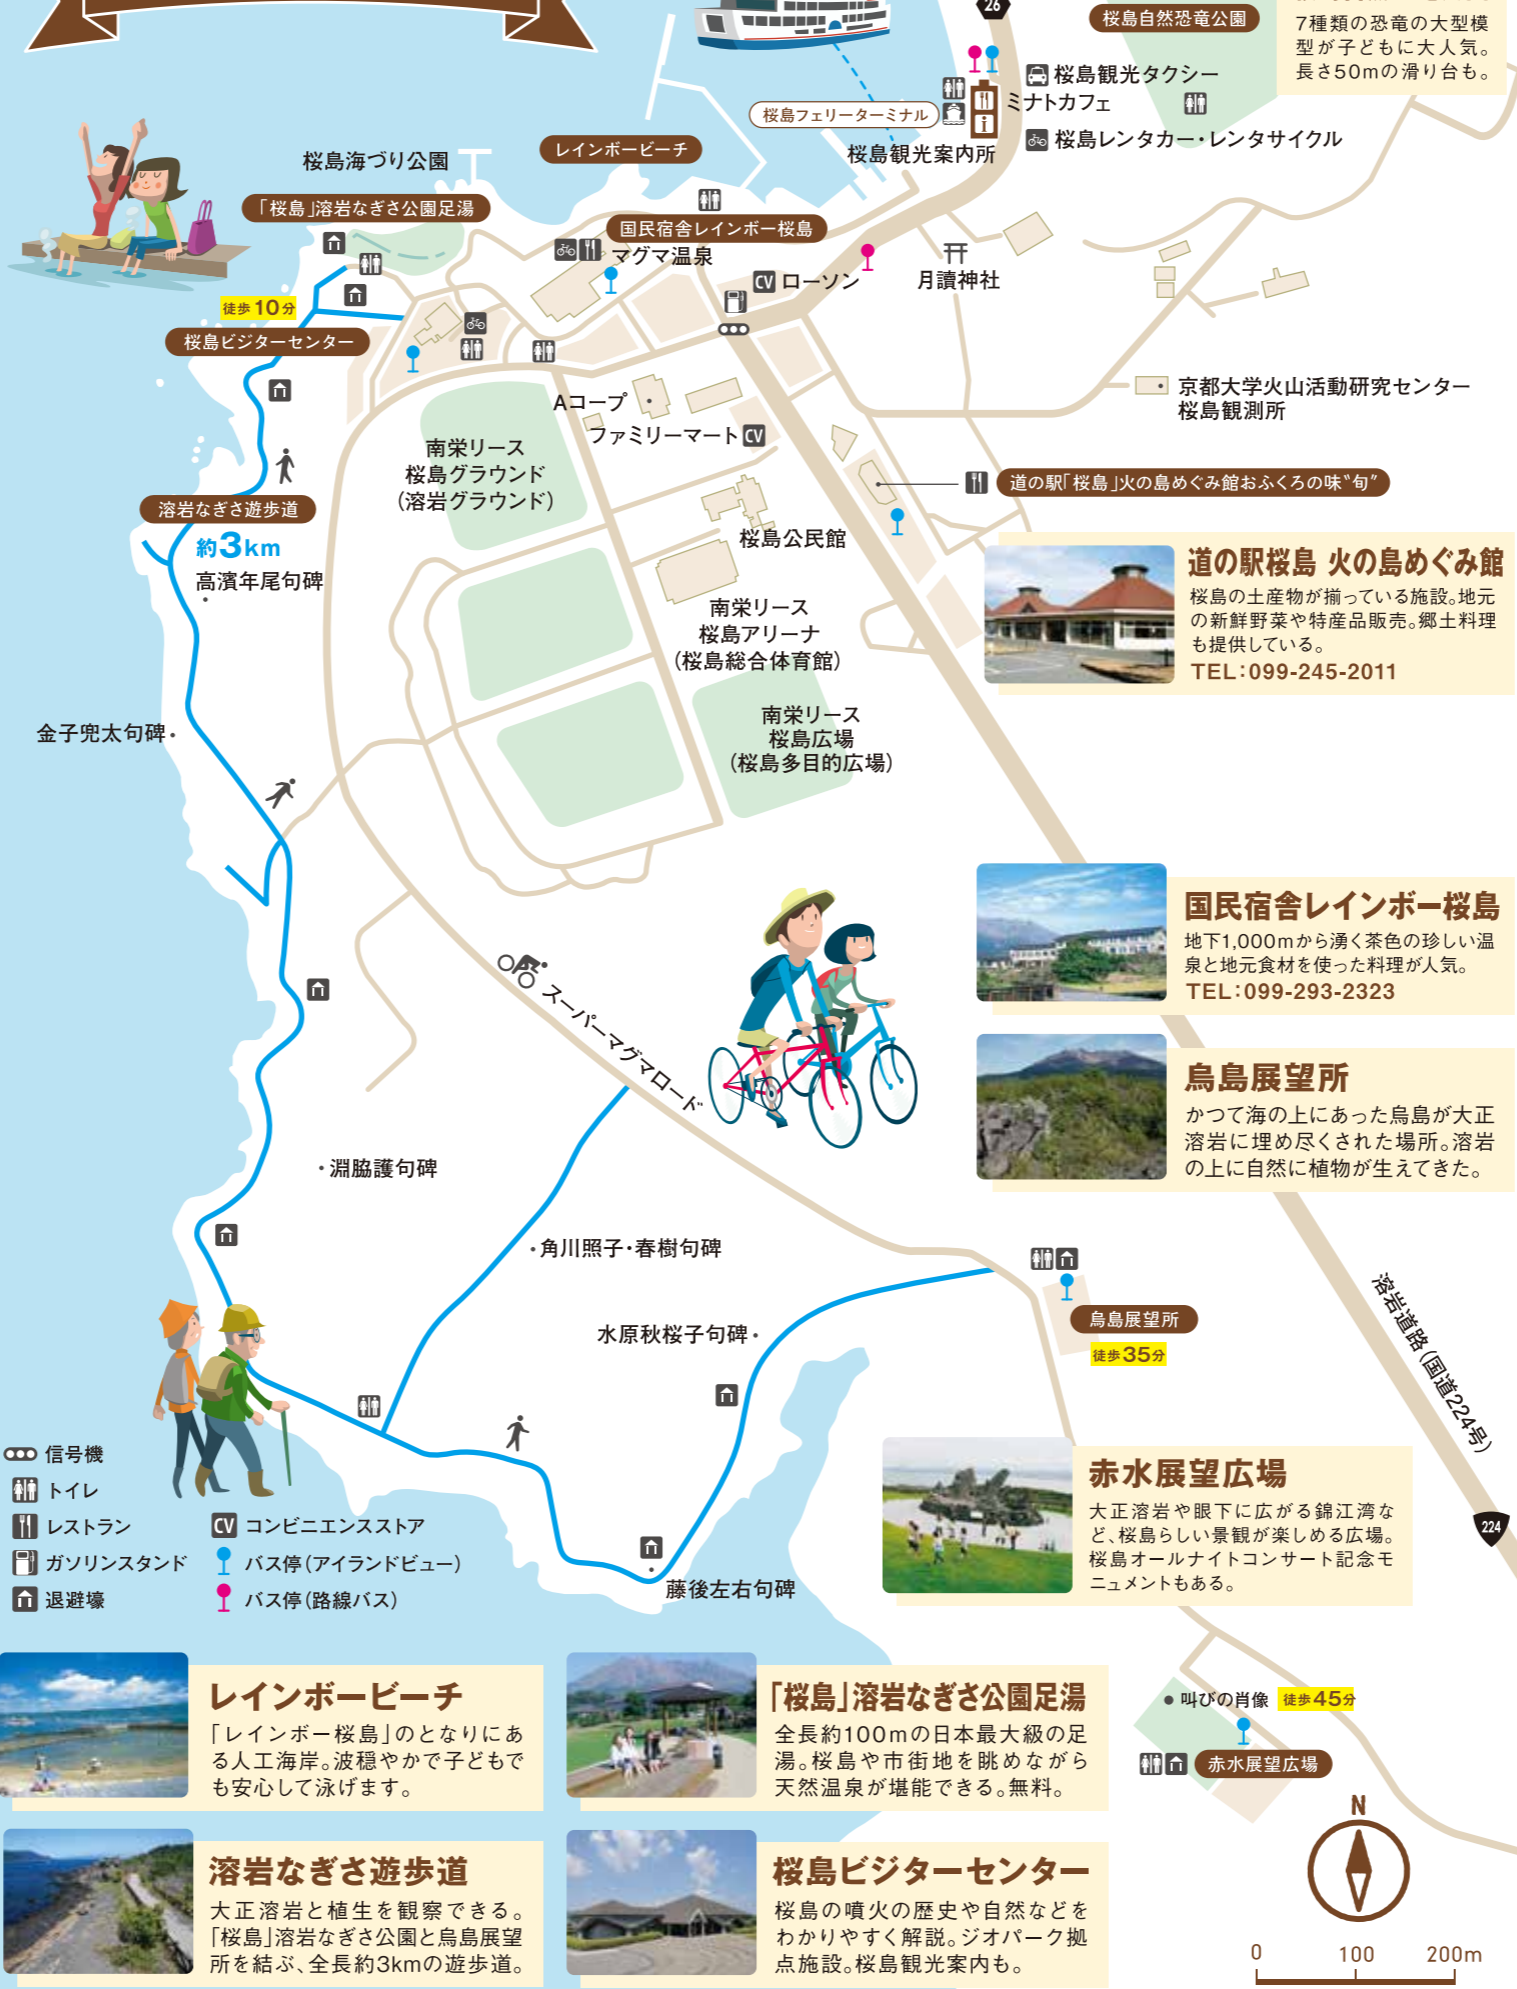 26
桜島自然恐竜公園
7種類の恐竜の大型模
型が子どもに大人気。
長さ50mの滑り台も。
桜島観光タクシー
ミナトカフェ
桜島フェリーターミナル
桜島レンタカー・レンタサイクル
桜島観光案内所
レインボービーチ
桜島海づり公園
「桜島」溶岩なぎさ公園足湯
国民宿舎レインボー桜島
マグマ温泉
CV ローソン
月讀神社
徒歩10分
桜島ビジターセンター
京都大学火山活動研究センター
桜島観測所
Aコープ
ファミリーマート CV
南栄リース
桜島グラウンド
(溶岩グラウンド)
道の駅「桜島」火の島めぐみ館おふくろの味“旬”
溶岩なぎさ遊歩道
約3km
高濱年尾句碑
桜島公民館
道の駅桜島 火の島めぐみ館
桜島の土産物が揃っている施設。地元
の新鮮野菜や特産品販売。郷土料理
も提供している。
TEL:099-245-2011
南栄リース
桜島アリーナ
(桜島総合体育館)
金子兜太句碑
南栄リース
桜島広場
(桜島多目的広場)
国民宿舎レインボー桜島
地下1,000mから湧く茶色の珍しい温
泉と地元食材を使った料理が人気。
TEL:099-293-2323
スーパーマグマロード
烏島展望所
かつて海の上にあった烏島が大正
溶岩に埋め尽くされた場所。溶岩
の上に自然に植物が生えてきた。
淵脇護句碑
角川照子・春樹句碑
水原秋桜子句碑
烏島展望所
徒歩35分
溶岩道路(国道224号)
224
赤水展望広場
大正溶岩や眼下に広がる錦江湾な
ど、桜島らしい景観が楽しめる広場。
桜島オールナイトコンサート記念モ
ニュメントもある。
信号機
トイレ
レストラン
ガソリンスタンド
退避壕
CV コンビニエンスストア
バス停(アイランドビュー)
バス停(路線バス)
藤後左右句碑
レインボービーチ
「レインボー桜島」のとなりにあ
る人工海岸。波穏やかで子どもで
も安心して泳げます。
「桜島」溶岩なぎさ公園足湯
全長約100mの日本最大級の足
湯。桜島や市街地を眺めながら
天然温泉が堪能できる。無料。
叫びの肖像 徒歩45分
赤水展望広場
溶岩なぎさ遊歩道
大正溶岩と植生を観察できる。
「桜島」溶岩なぎさ公園と烏島展望
所を結ぶ、全長約3kmの遊歩道。
桜島ビジターセンター
桜島の噴火の歴史や自然などを
わかりやすく解説。ジオパーク拠
点施設。桜島観光案内も。
N
0 100 200m